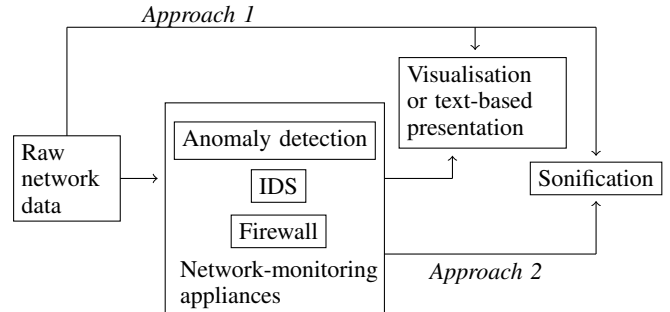 Approach 1
Visualisation
or text-based
presentation
Raw
network
data
Anomaly detection
IDS
Firewall
Network-monitoring
appliances
Sonification
Approach 2